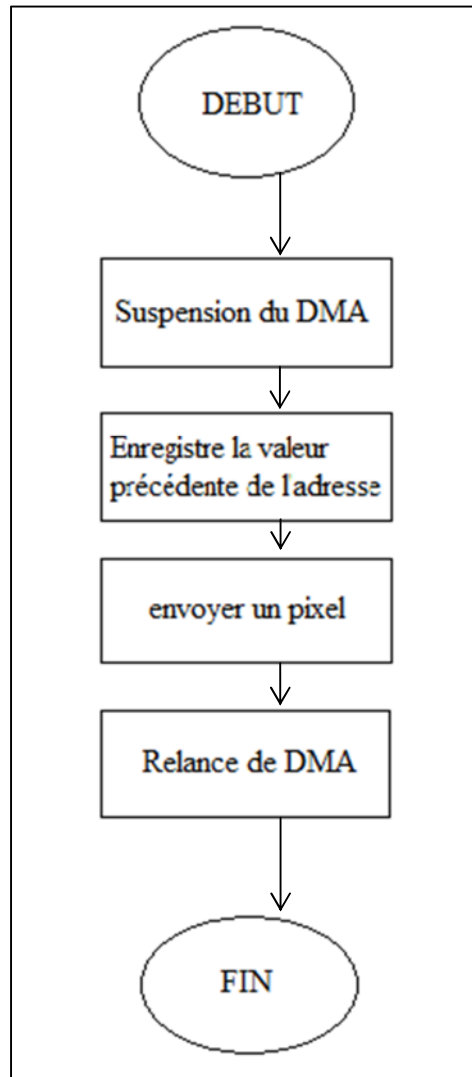 DEBUT
Suspension du DMA
Enregistre la valeur
précédente de l'adresse
envoyer un pixel
Relance de DMA
FIN